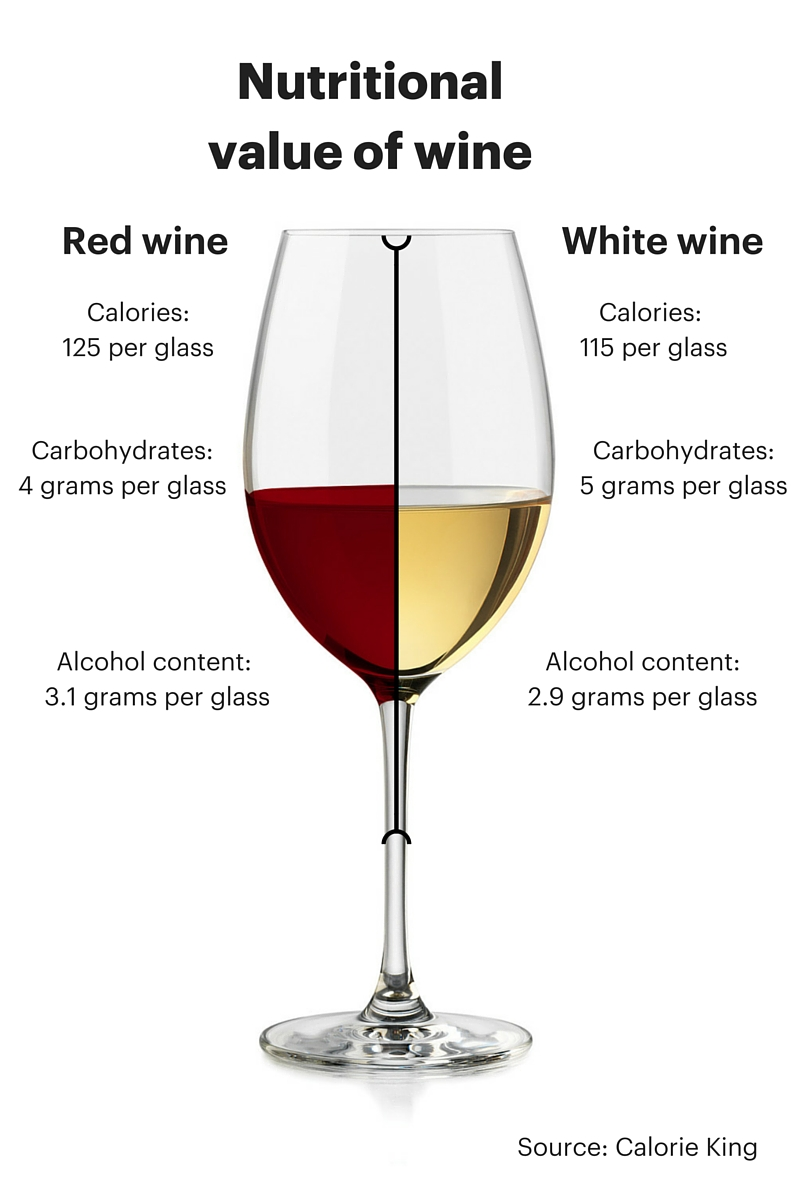 Nutritional
value of wine
Red wine
Calories:
125 per glass
Carbohydrates:
4 grams per glass
Alcohol content:
3.1 grams per glass
White wine
Calories:
115 per glass
Carbohydrates:
5 grams per glass
Alcohol content:
2.9 grams per glass
Source: Calorie King